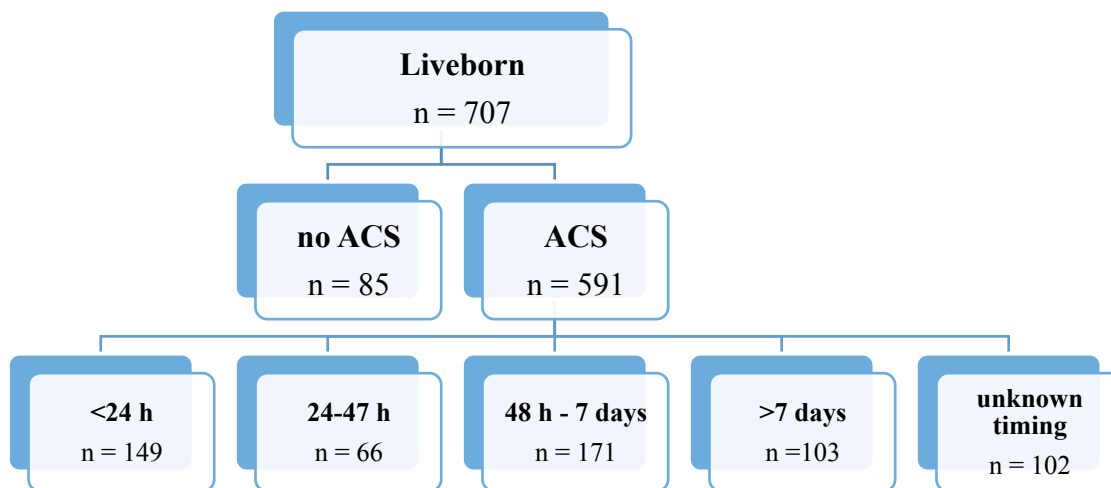 Liveborn
n = 707
no ACS
n = 85
ACS
n = 591
<24 h
n = 149
24-47 h
n = 66
48 h - 7 days
n = 171
>7 days
n =103
unknown
timing
n = 102